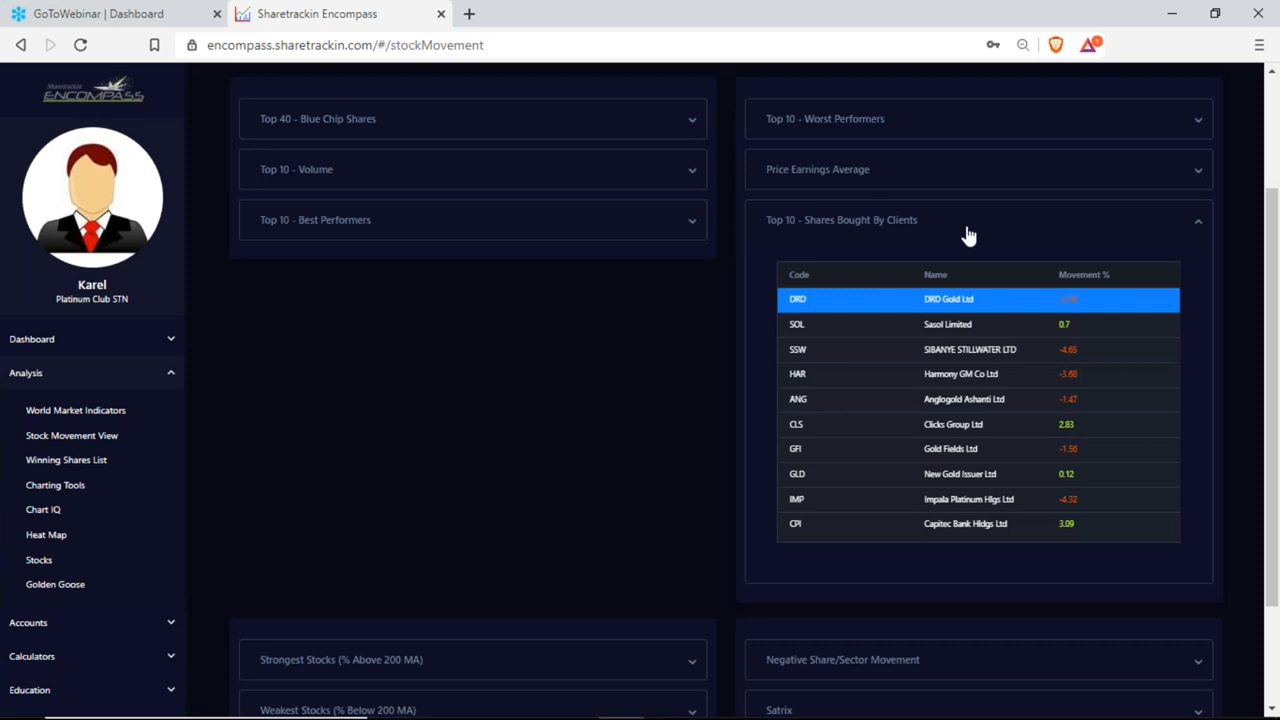 GoToWebinar | Dashboard
Sharetrackin Encompass
encompass.sharetrackin.com/#/stockMovement
Sharetrackin
ENCOMPASS
Karel
Platinum Club STN
Dashboard
Analysis
World Market Indicators
Stock Movement View
Winning Shares List
Charting Tools
Chart IQ
Heat Map
Stocks
Golden Goose
Accounts
Calculators
Education
Top 40 - Blue Chip Shares
Top 10 - Volume
Top 10 - Best Performers
Top 10 - Worst Performers
Price Earnings Average
Top 10 - Shares Bought By Clients
Code Name Movement %
DRD DRD Gold Ltd
SOL Sasol Limited 0.7
SSW SIBANYE STILLWATER LTD -4.65
HAR Harmony GM Co Ltd -3.68
ANG Anglogold Ashanti Ltd -1.47
CLS Clicks Group Ltd 2.83
GFI Gold Fields Ltd -1.56
GLD New Gold Issuer Ltd 0.12
IMP Impala Platinum Hlgs Ltd -4.32
CPI Capitec Bank Hldgs Ltd 3.09
Strongest Stocks (% Above 200 MA)
Weakest Stocks (% Below 200 MA)
Negative Share/Sector Movement
Satrix